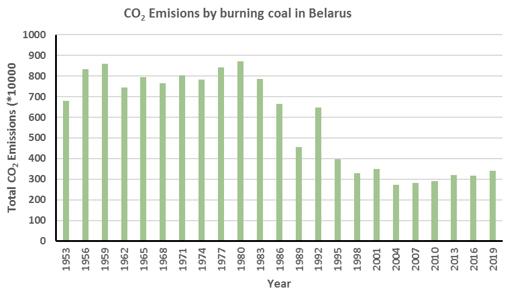 CO₂ Emisions by burning coal in Belarus
Total CO₂ Emissions (*10000
1000
900
800
700
600
500
400
300
200
100
0
1953 1956 1959 1962 1965 1968 1971 1974 1977 1980 1983 1986 1989 1992 1995 1998 2001 2004 2007 2010 2013 2016 2019
Year